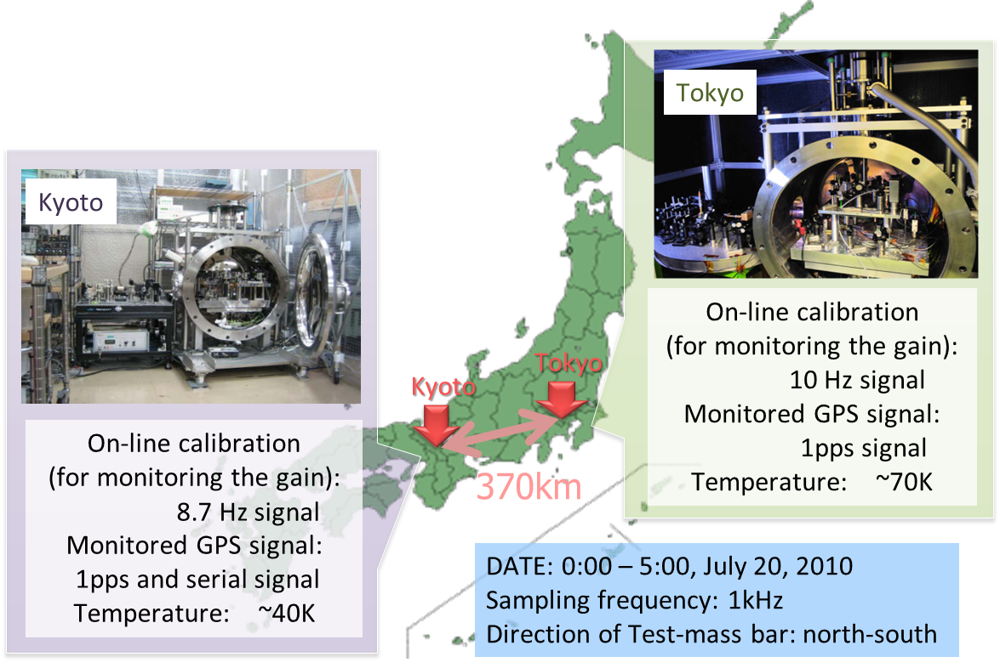 Kyoto
On-line calibration
(for monitoring the gain):
8.7 Hz signal
Monitored GPS signal:
1pps and serial signal
Temperature: ~40K
Tokyo
On-line calibration
(for monitoring the gain):
10 Hz signal
Monitored GPS signal:
1pps signal
Temperature: ~70K
Tokyo
Kyoto
370km
DATE: 0:00 – 5:00, July 20, 2010
Sampling frequency: 1kHz
Direction of Test-mass bar: north-south